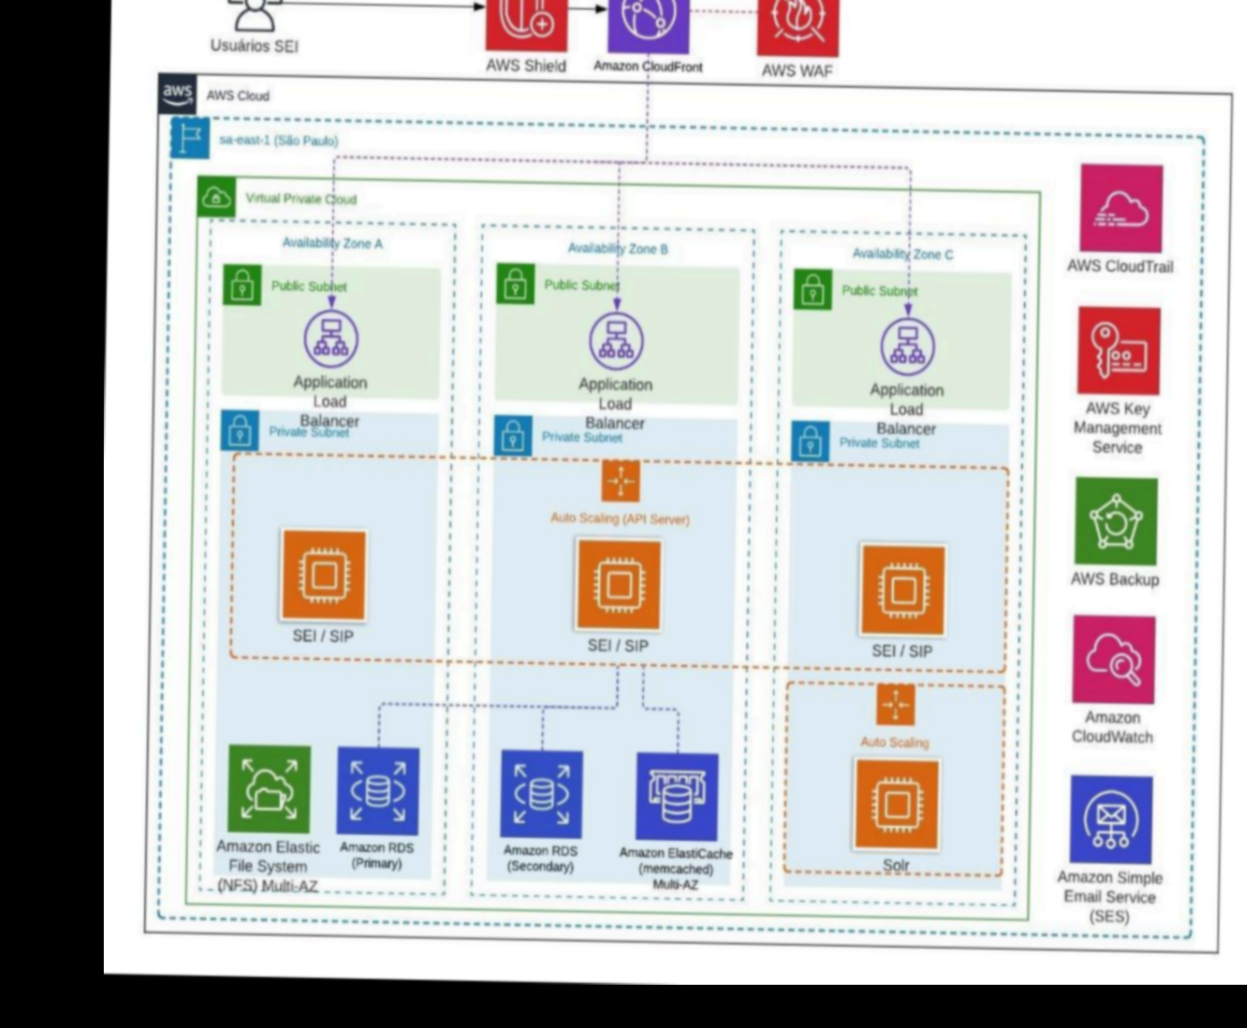 Usuários SEI
AWS Shield
Amazon CloudFront
AWS WAF
aws
AWS Cloud
sa-east-1 (São Paulo)
Virtual Private Cloud
Availability Zone A
Availability Zone B
Availability Zone C
Public Subnet
Public Subnet
Public Subnet
Application
Load
Balancer
Application
Load
Balancer
Application
Load
Balancer
Private Subnet
Private Subnet
Private Subnet
Auto Scaling (API Server)
SEI / SIP
SEI / SIP
SEI / SIP
Auto Scaling
Solr
Amazon Elastic
File System
(NFS) Multi-AZ
Amazon RDS
(Primary)
Amazon RDS
(Secondary)
Amazon ElastiCache
(memcached)
Multi-AZ
AWS CloudTrail
AWS Key
Management
Service
AWS Backup
Amazon
CloudWatch
Amazon Simple
Email Service
(SES)